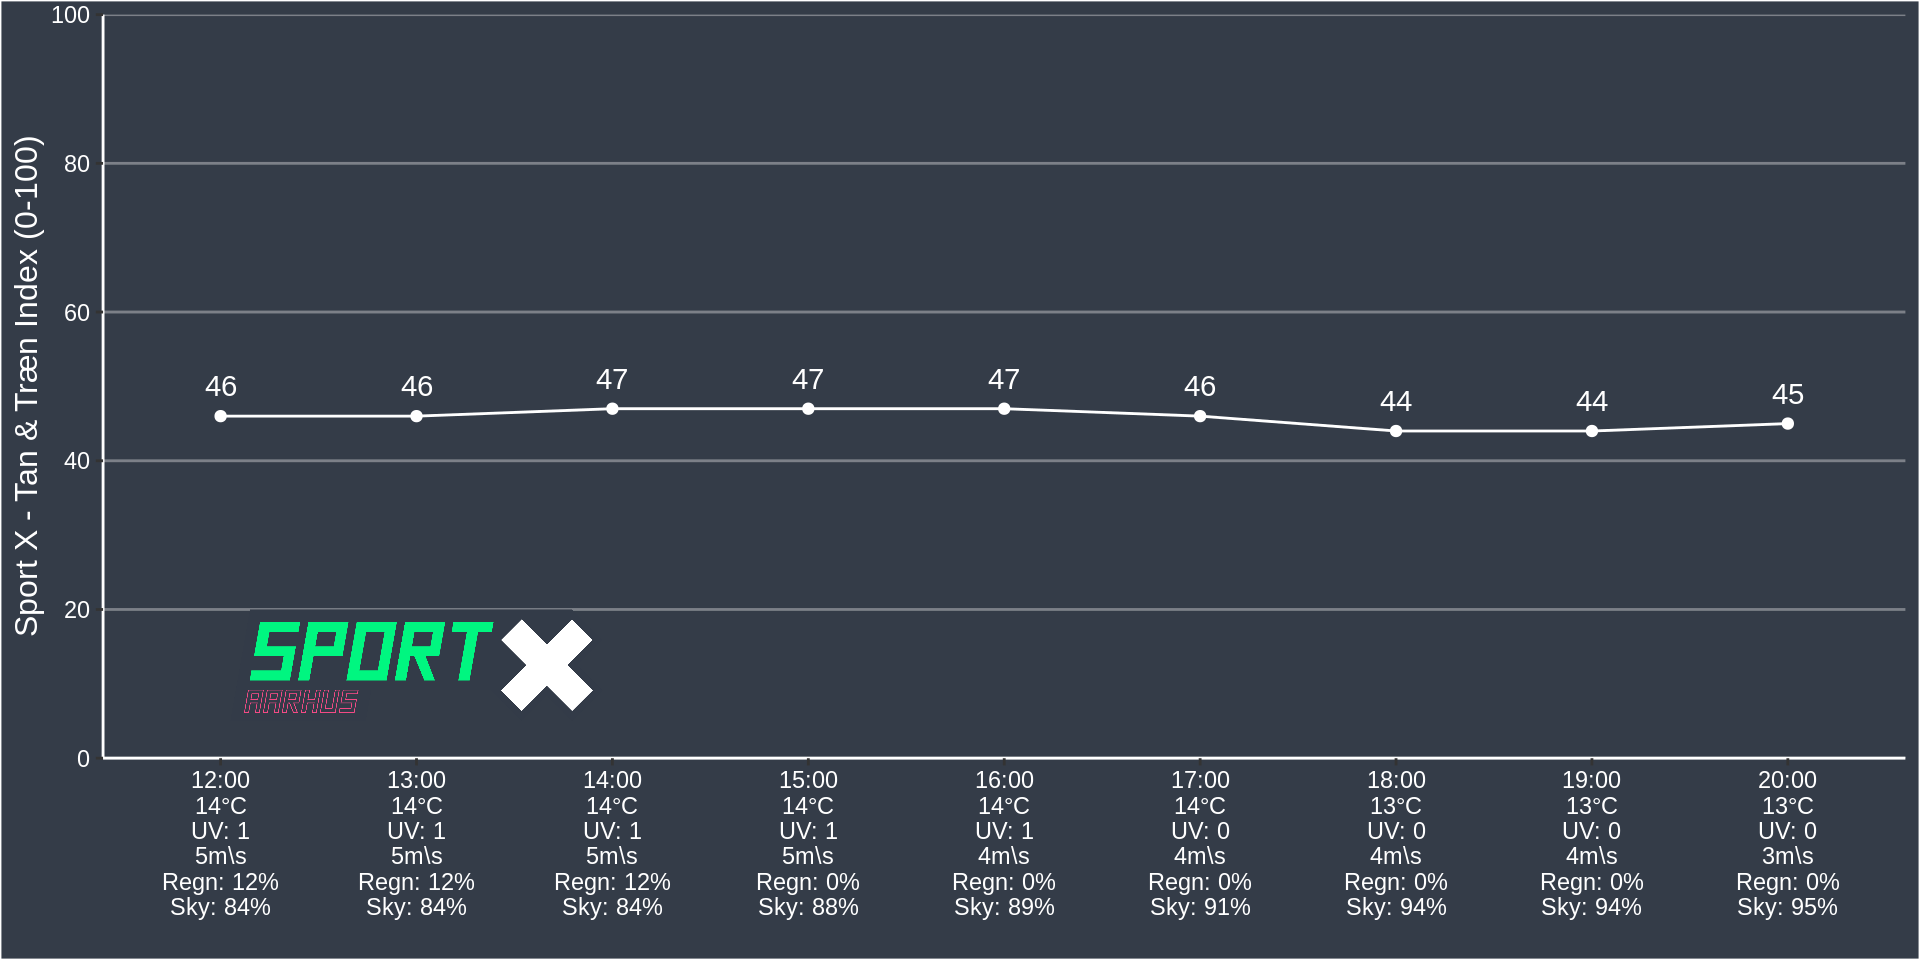 Sport X - Tan & Træn Index (0-100)
100
80
60
40
20
0
46 46 47 47 47 46 44 44 45
SPORT X
AARHUS
12:00 13:00 14:00 15:00 16:00 17:00 18:00 19:00 20:00
14°C 14°C 14°C 14°C 14°C 14°C 13°C 13°C 13°C
UV: 1 UV: 1 UV: 1 UV: 1 UV: 1 UV: 0 UV: 0 UV: 0 UV: 0
5m\s 5m\s 5m\s 5m\s 4m\s 4m\s 4m\s 4m\s 3m\s
Regn: 12% Regn: 12% Regn: 12% Regn: 0% Regn: 0% Regn: 0% Regn: 0% Regn: 0% Regn: 0%
Sky: 84% Sky: 84% Sky: 84% Sky: 88% Sky: 89% Sky: 91% Sky: 94% Sky: 94% Sky: 95%